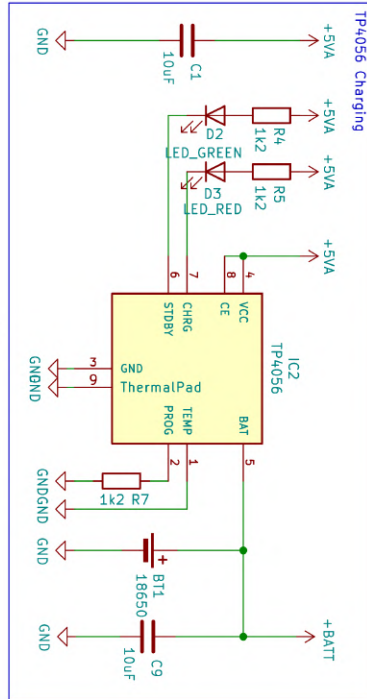 TP4056 Charging
+5VA
C1
10uF
GND
+5VA
R4
1k2
D2
LED_GREEN
+5VA
R5
1k2
D3
LED_RED
+5VA
6
7
8
4
STDBY
CHRG
CE
VCC
IC2
TP4056
3
GND
GND
9
ThermalPad
GND
PROG
TEMP
BAT
2
1
5
GND
1k2 R7
GND
GND
BT1
18650
+
+BATT
GND
C9
10uF